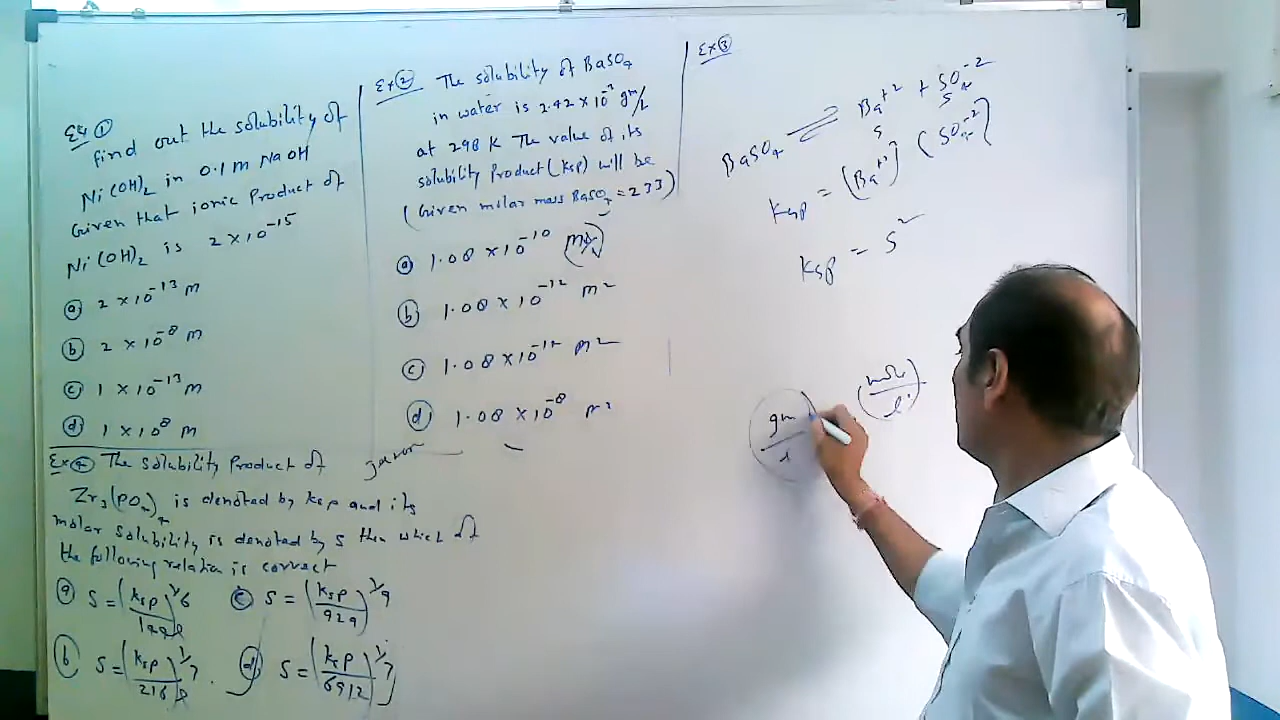 Ex ①
find out the solubility of
Ni(OH)₂ in 0.1 m NaOH
Given that ionic product of
Ni(OH)₂ is 2 × 10⁻¹⁵
ⓐ 2 × 10⁻¹³ m
ⓑ 2 × 10⁻⁸ m
ⓒ 1 × 10⁻¹³ m
ⓓ 1 × 10⁸ m
Ex ② The solubility of BaSO₄
in water is 2.42 × 10⁻³ gm/L
at 298 K The value of its
solubility Product (Ksp) will be
(Given molar mass BaSO₄ = 233)
ⓐ 1.08 × 10⁻¹⁰
ⓑ 1.08 × 10⁻¹² m²
ⓒ 1.08 × 10⁻¹⁴ m²
ⓓ 1.08 × 10⁻⁸ m²
Ex ③
BaSO₄ ⇌ Ba⁺² + SO₄⁻²
s s
Ksp = (Ba⁺²) (SO₄⁻²)
Ksp = s²
gm/l
Ex ④ The solubility Product of
Zr₃(PO₄)₄ is denoted by Ksp and its
molar solubility is denoted by s then which of
the following relation is correct
ⓐ S = (Ksp/)^1/6 ⓒ S = (Ksp/929)^1/9
ⓑ S = (Ksp/216)^1/7 ⓓ S = (Ksp/6912)^1/7